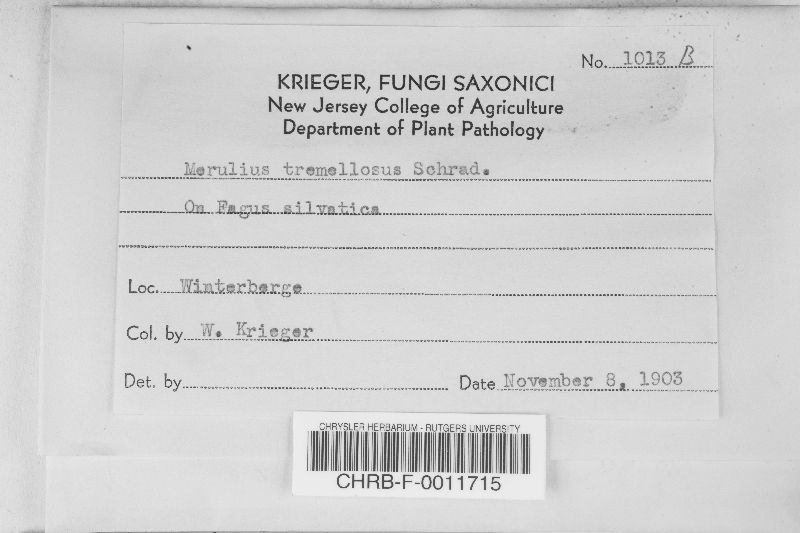 No. 1013 B
KRIEGER, FUNGI SAXONICI
New Jersey College of Agriculture
Department of Plant Pathology
Merulius tremellosus Schrad.
On Fagus silvatica
Loc. Winterberge
Col. by W. Krieger
Det. by
Date November 8, 1903
CHRYSLER HERBARIUM - RUTGERS UNIVERSITY
CHRB-F-0011715